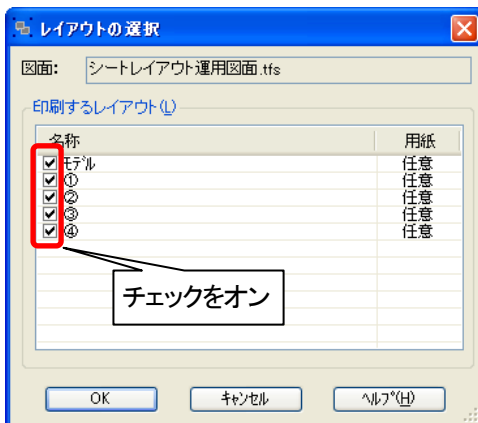 レイアウトの選択
図面: シートレイアウト運用図面.tfs
印刷するレイアウト(L)
名称 用紙
モデル 任意
① 任意
② 任意
③ 任意
④ 任意
チェックをオン
OK キャンセル ヘルプ(H)